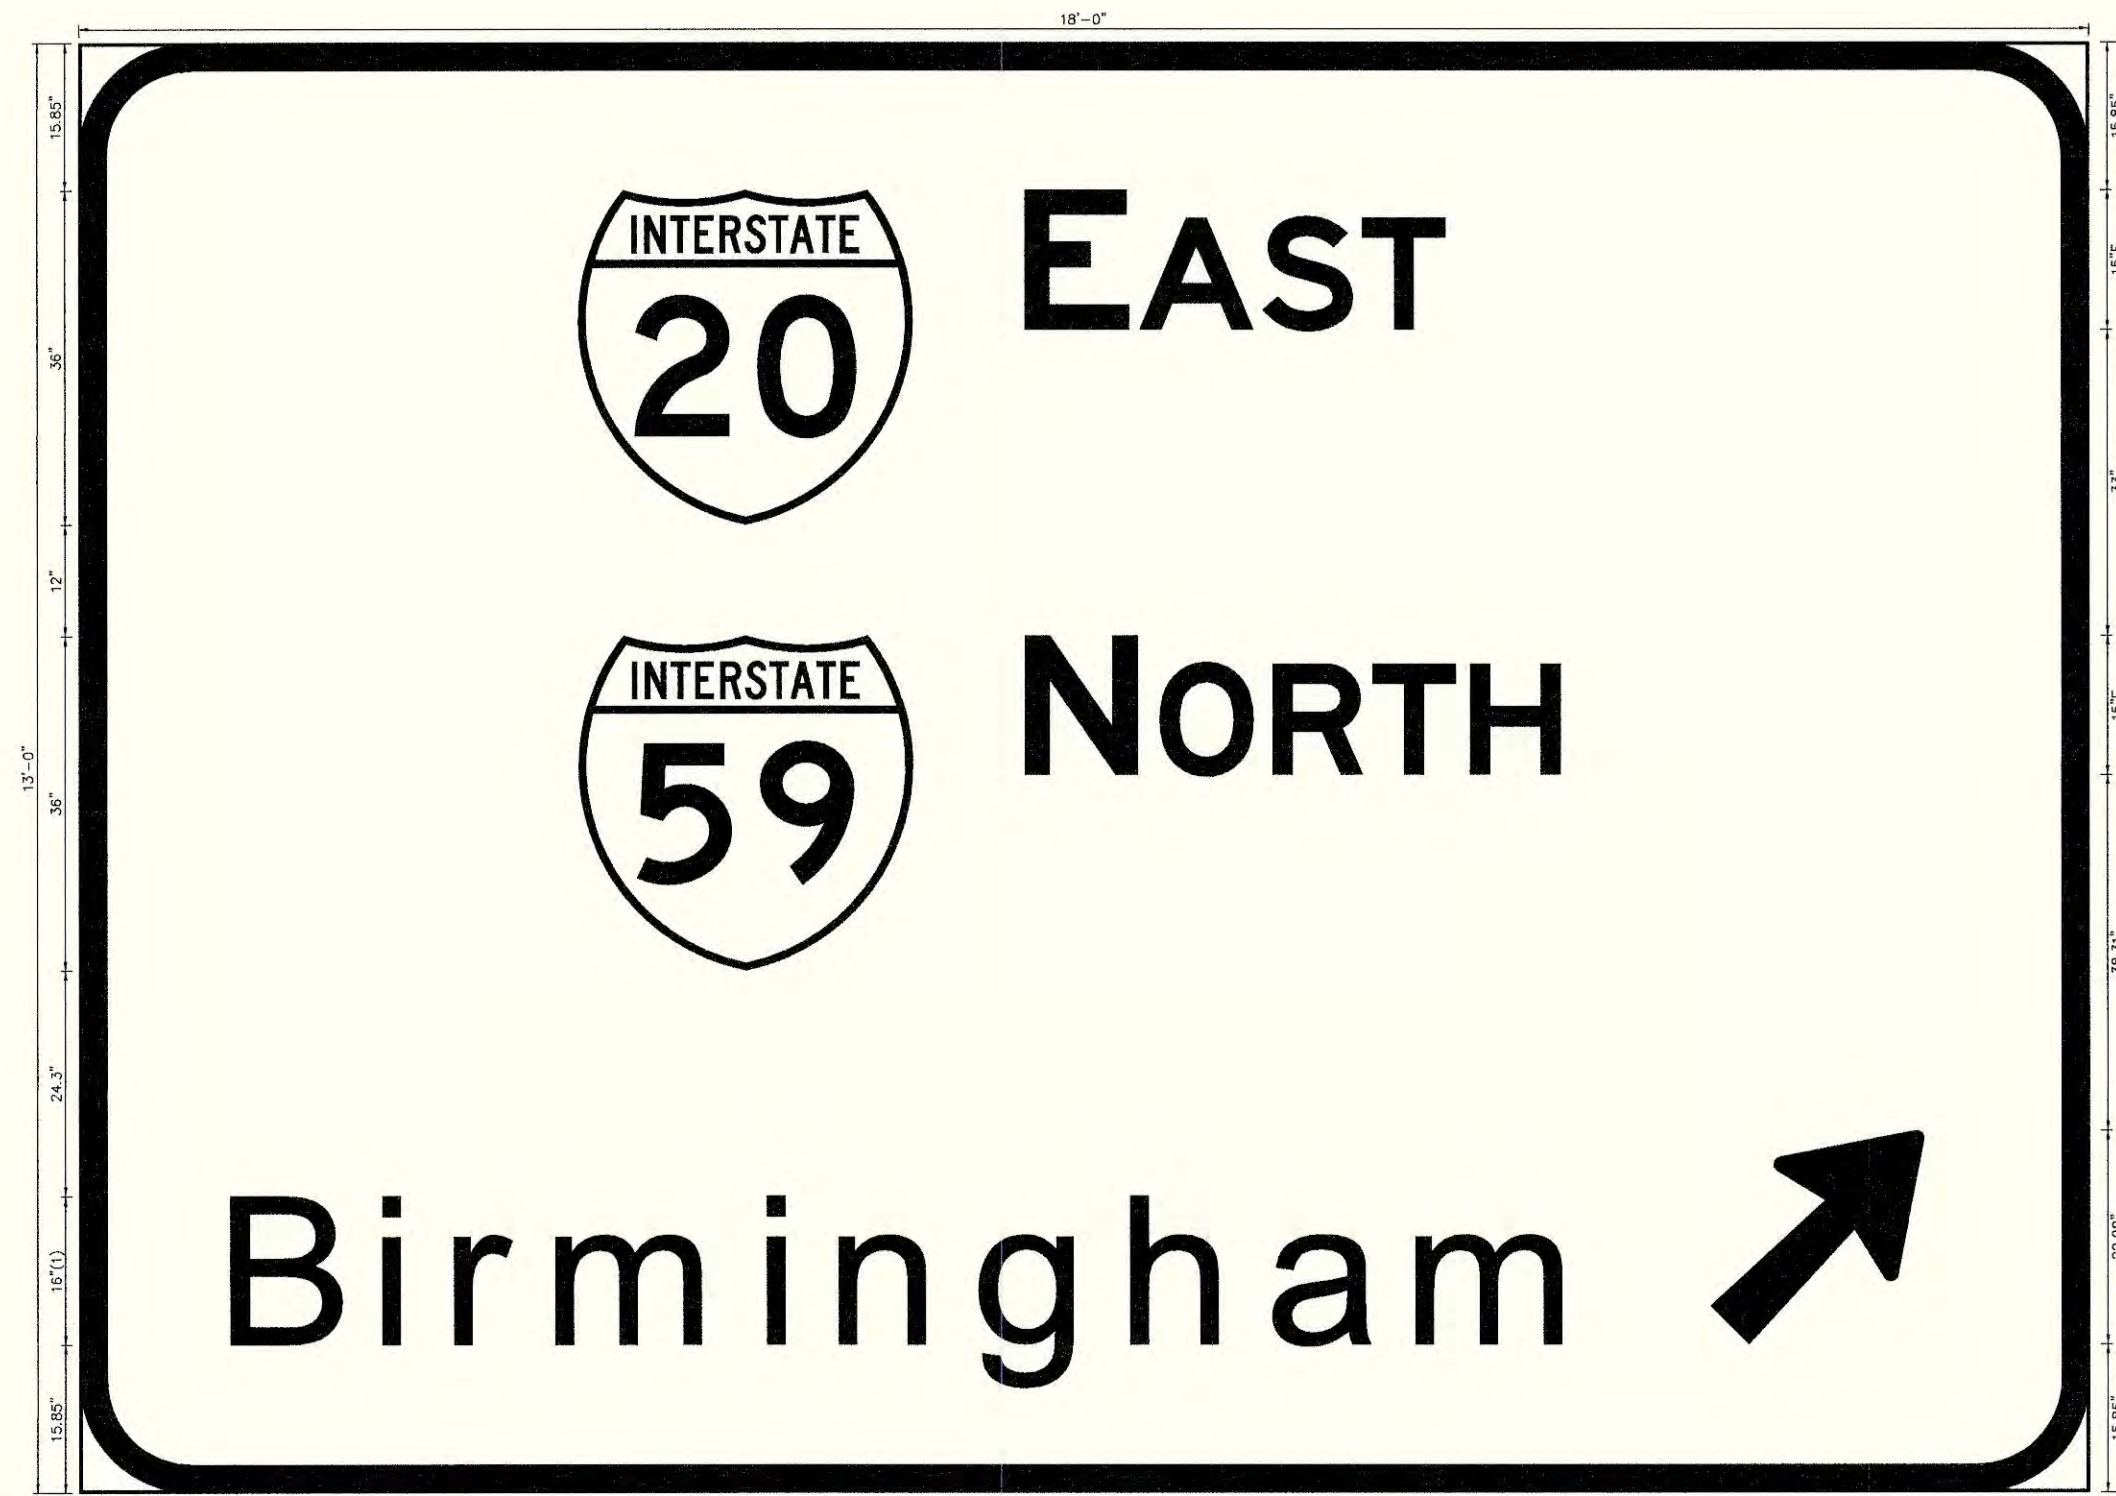 18'-0"
INTERSTATE
20
EAST
INTERSTATE
59
NORTH
Birmingham
13'-0"
15.85"
36"
12"
36"
24.3"
16"(1)
15.85"